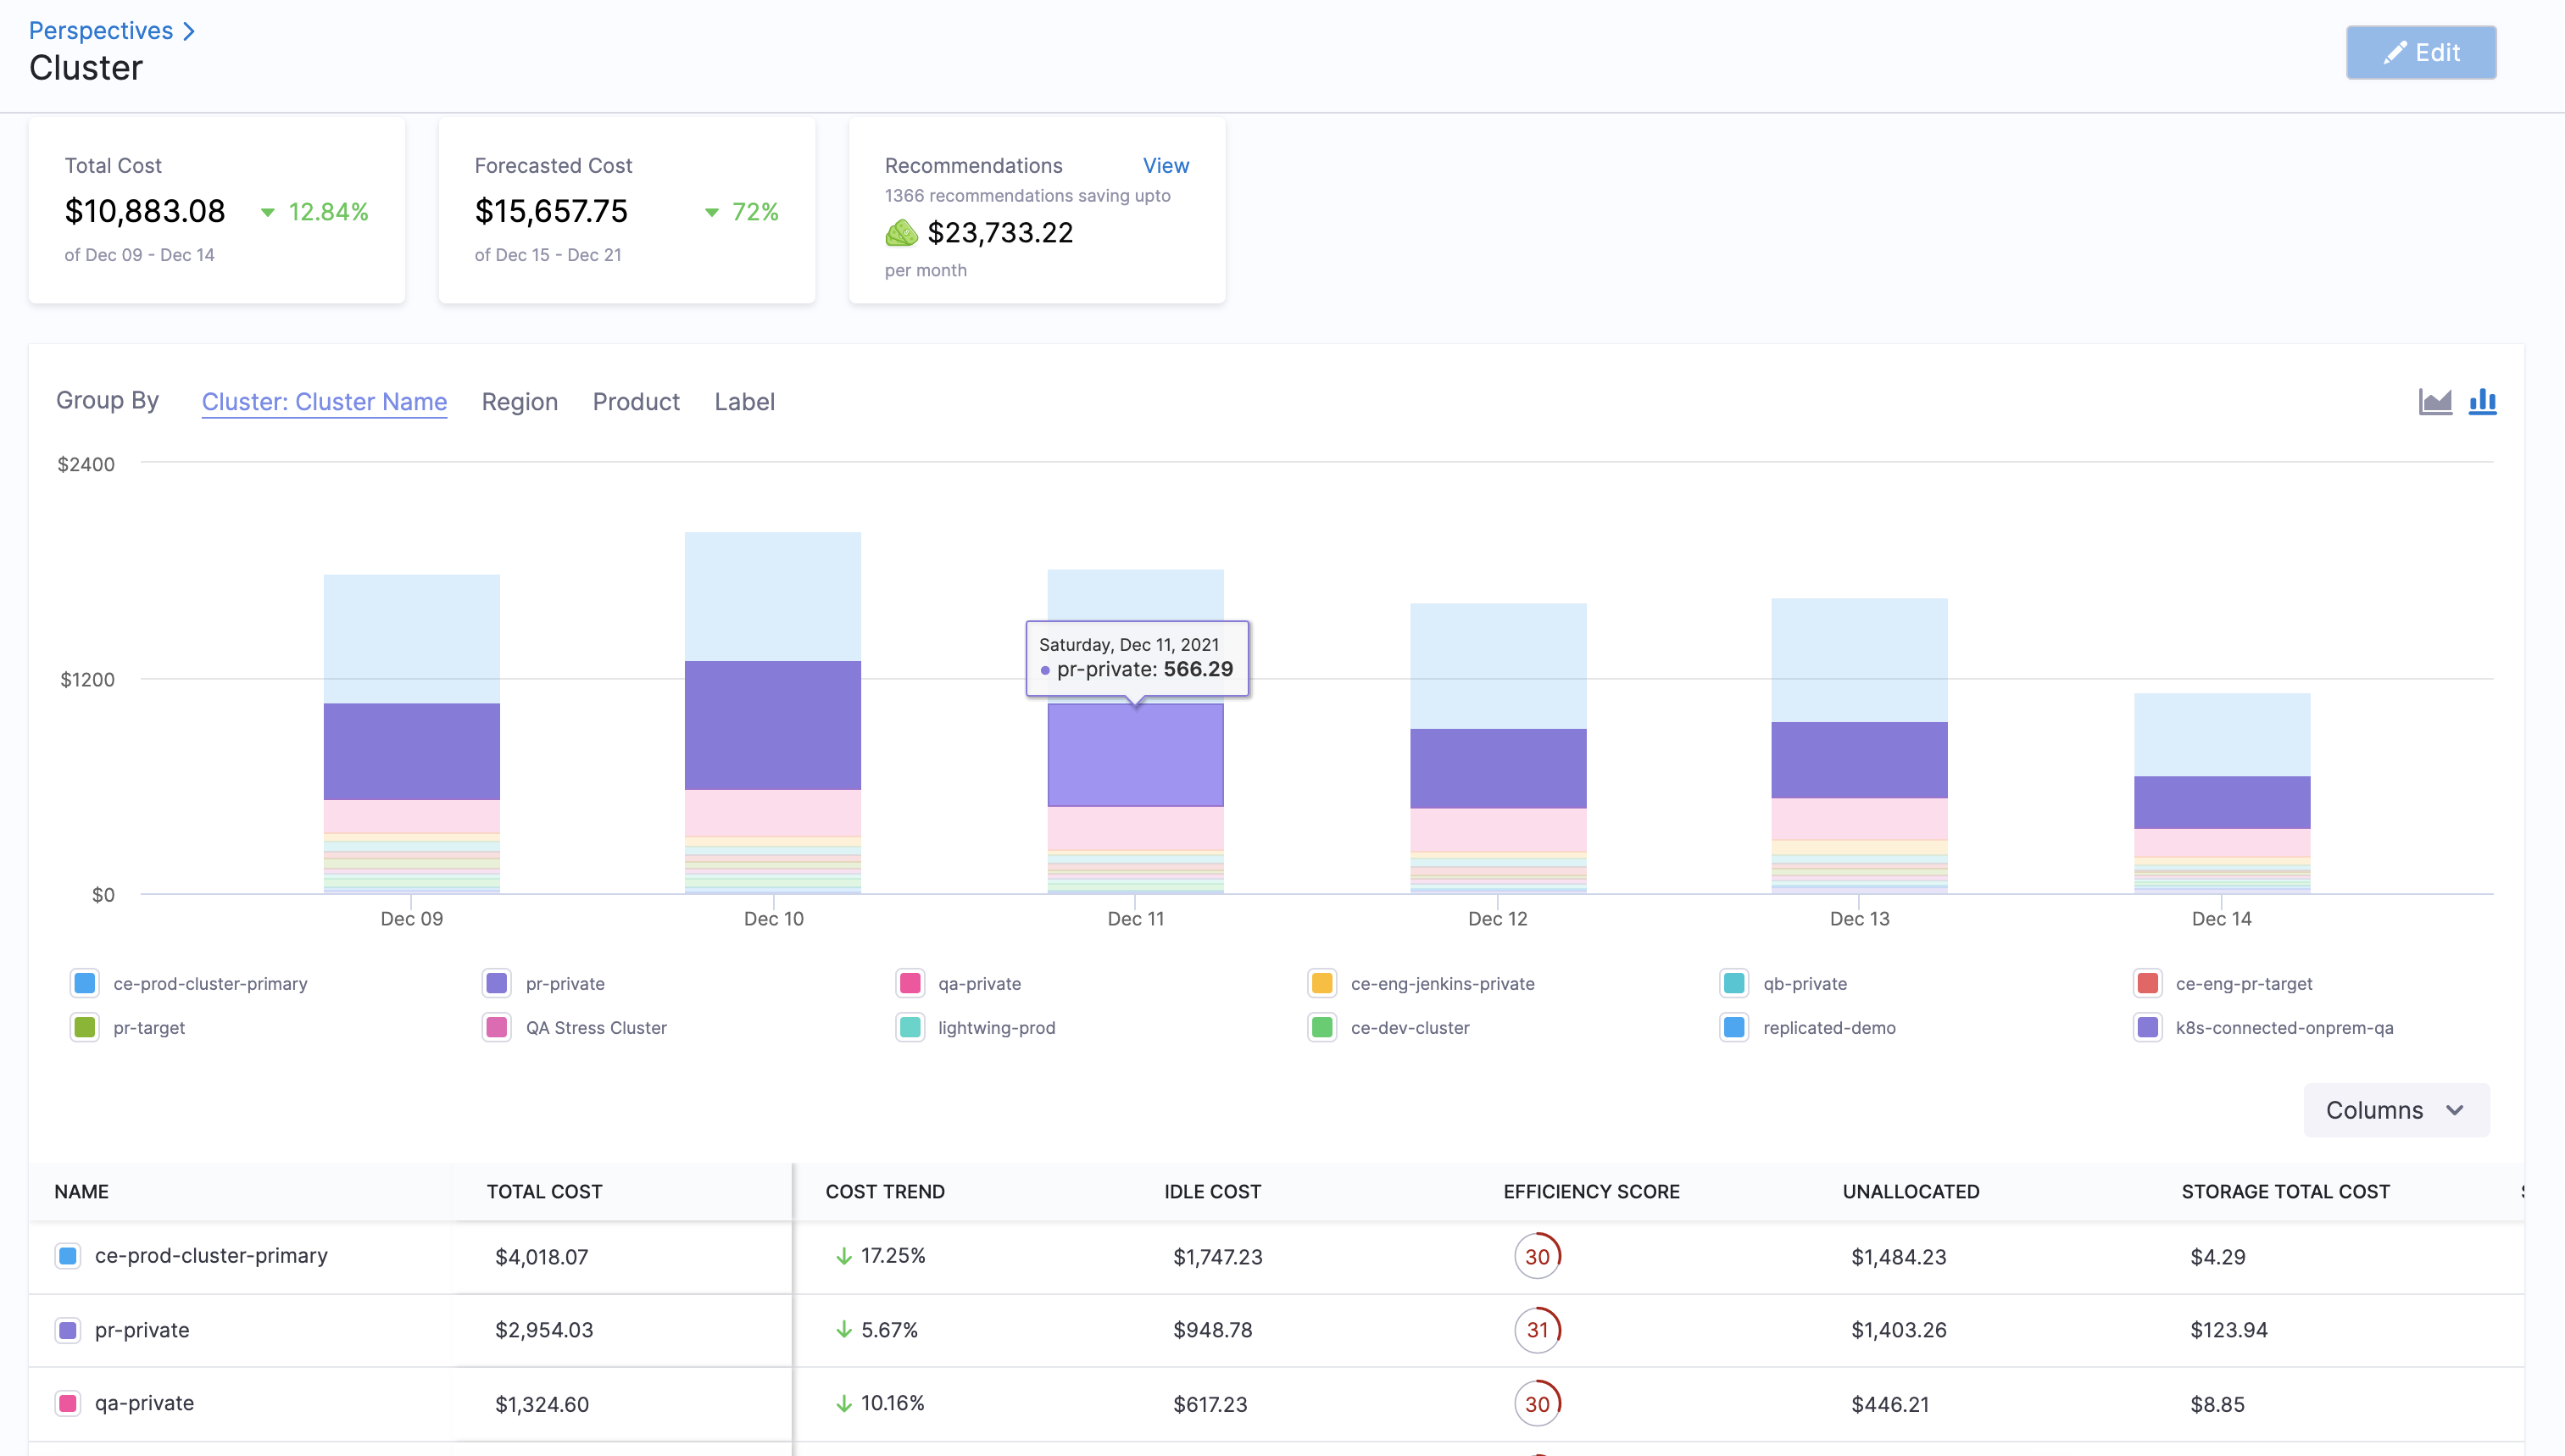 Perspectives
Cluster
Edit
Total Cost
$10,883.08 12.84%
of Dec 09 - Dec 14
Forecasted Cost
$15,657.75 72%
of Dec 15 - Dec 21
Recommendations View
1366 recommendations saving upto
$23,733.22
per month
Group By Cluster: Cluster Name Region Product Label
$2400
$1200
$0
Saturday, Dec 11, 2021
pr-private: 566.29
Dec 09 Dec 10 Dec 11 Dec 12 Dec 13 Dec 14
ce-prod-cluster-primary pr-private qa-private ce-eng-jenkins-private qb-private ce-eng-pr-target
pr-target QA Stress Cluster lightwing-prod ce-dev-cluster replicated-demo k8s-connected-onprem-qa
Columns
NAME TOTAL COST COST TREND IDLE COST EFFICIENCY SCORE UNALLOCATED STORAGE TOTAL COST
ce-prod-cluster-primary $4,018.07 17.25% $1,747.23 30 $1,484.23 $4.29
pr-private $2,954.03 5.67% $948.78 31 $1,403.26 $123.94
qa-private $1,324.60 10.16% $617.23 30 $446.21 $8.85